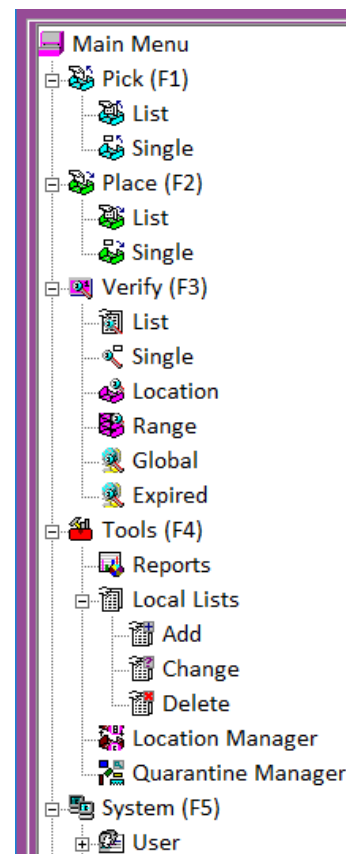 Main Menu
Pick (F1)
List
Single
Place (F2)
List
Single
Verify (F3)
List
Single
Location
Range
Global
Expired
Tools (F4)
Reports
Local Lists
Add
Change
Delete
Location Manager
Quarantine Manager
System (F5)
User